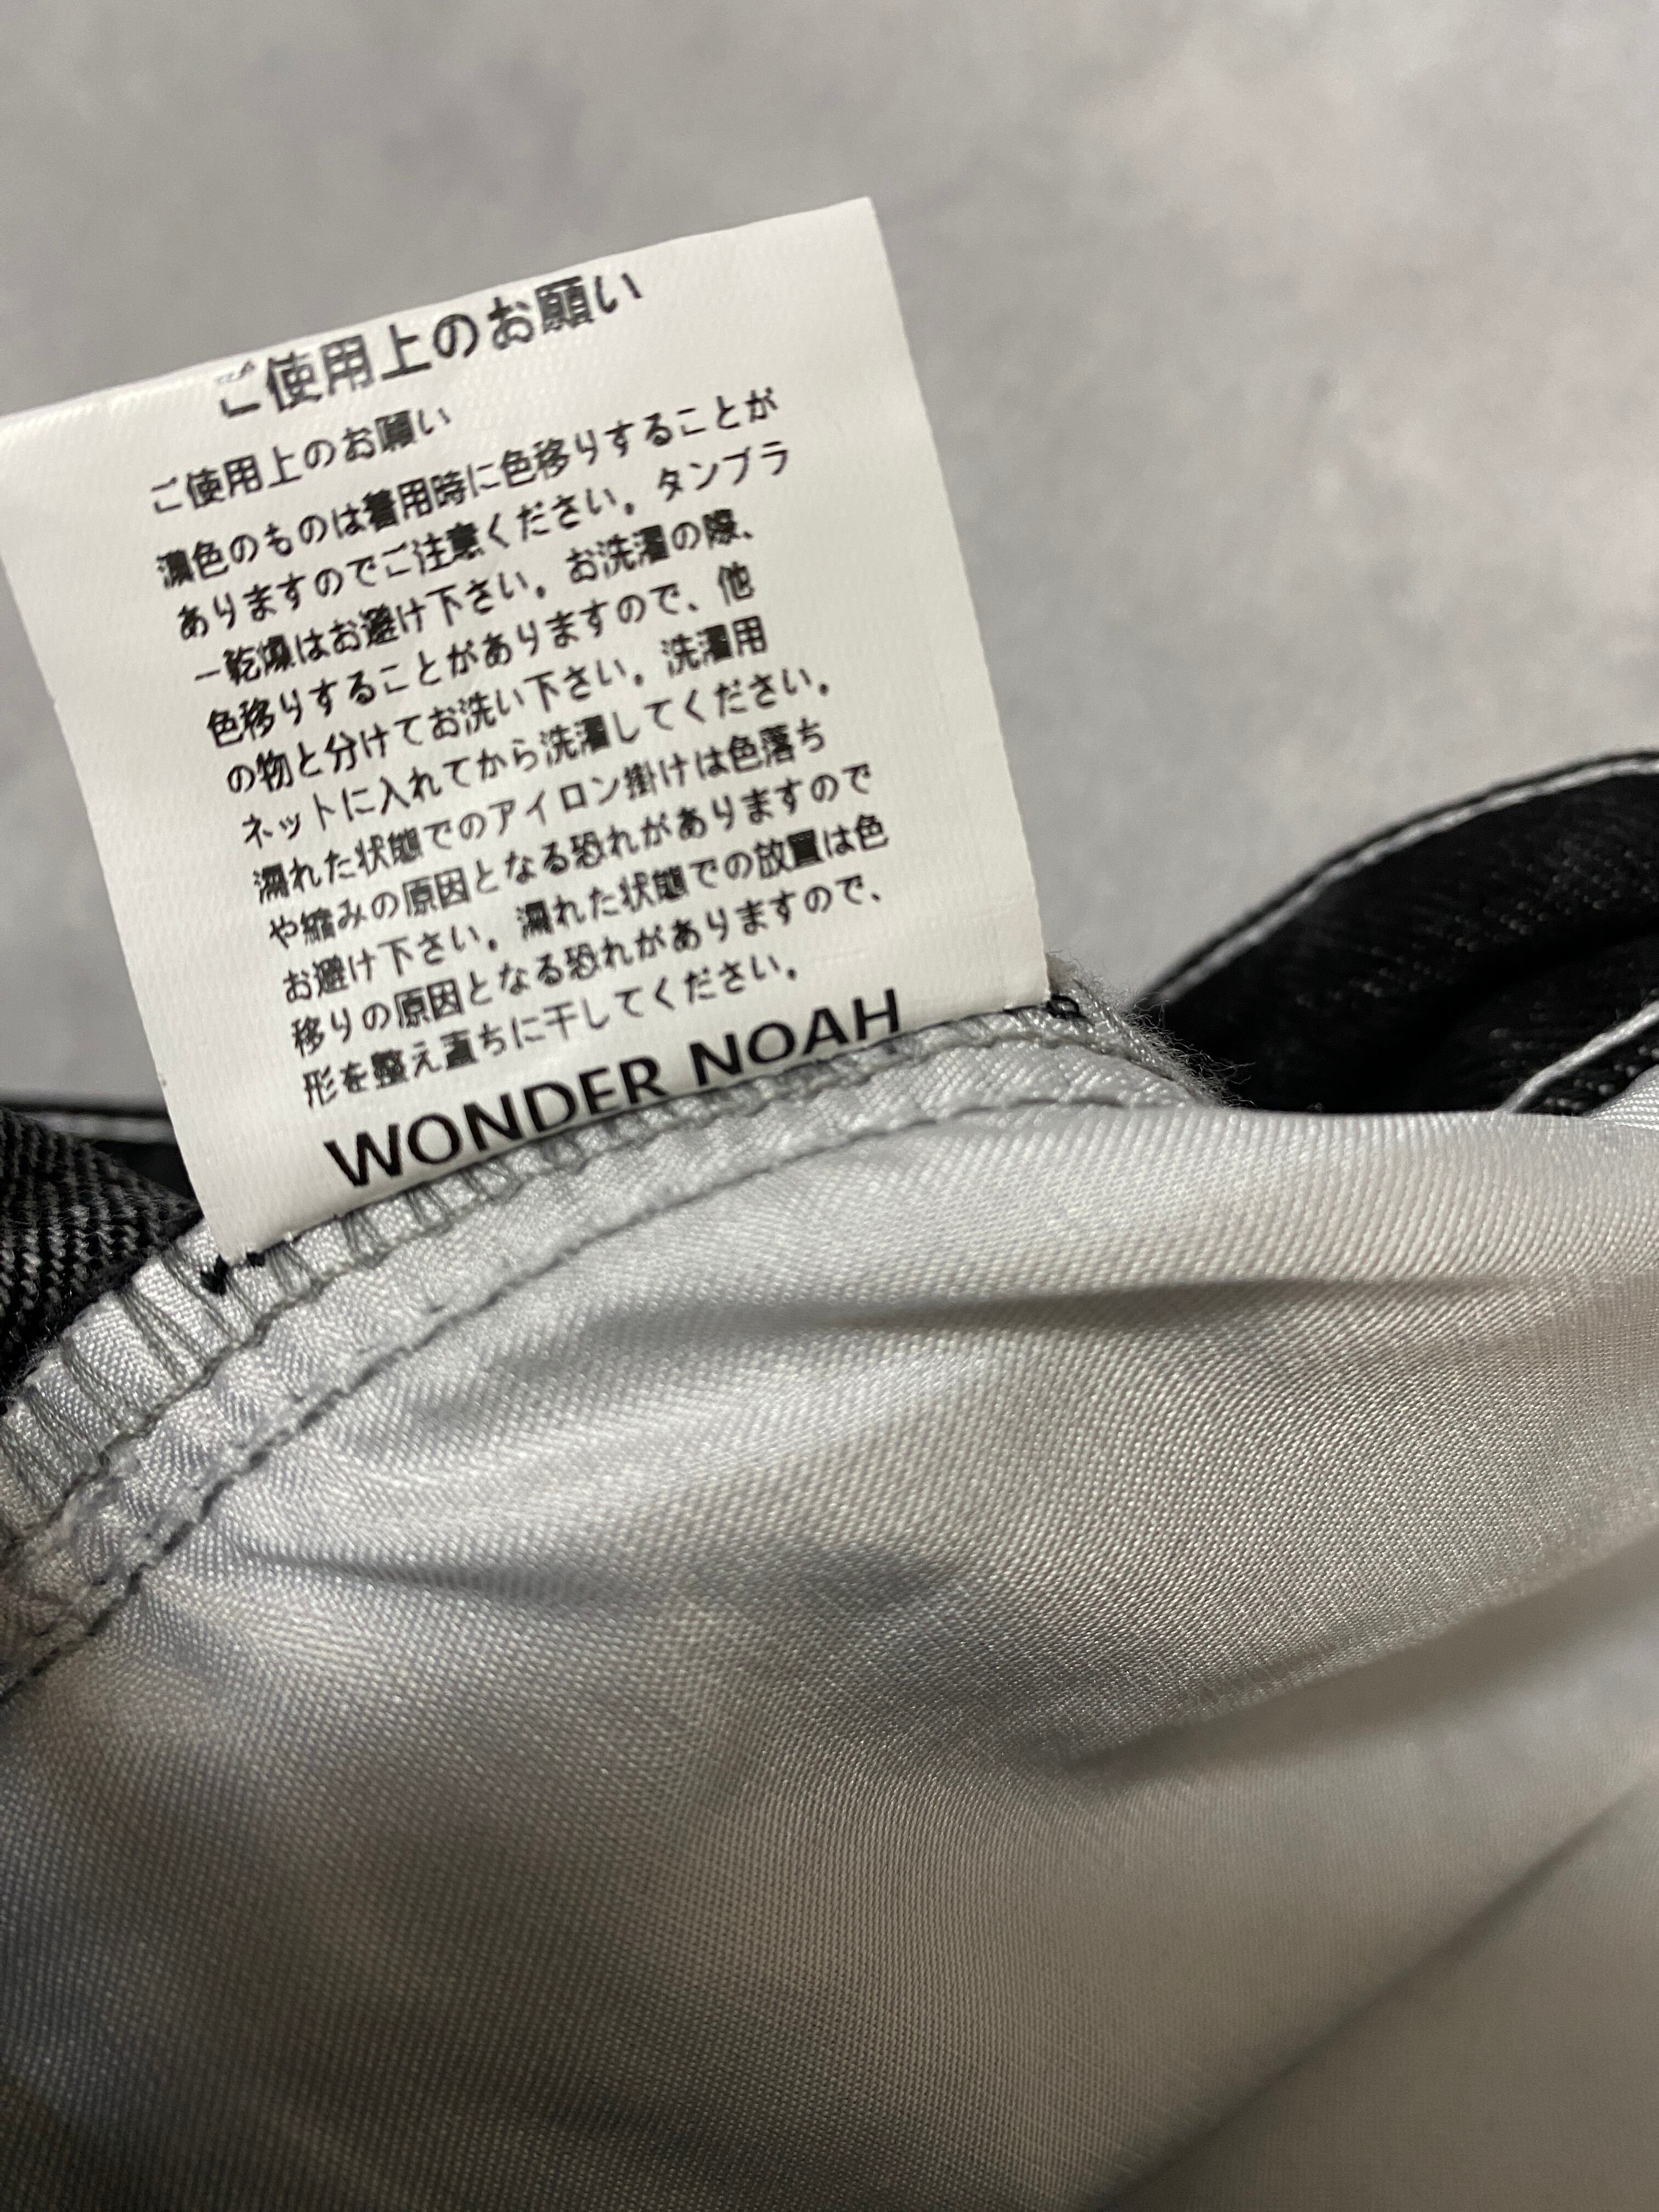 ご使用上のお願い
ご使用上のお願い
濃色のものは着用時に色移りすることが
ありますのでご注意ください。タンブラ
ー乾燥はお避け下さい。お洗濯の際、
色移りすることがありますので、他
の物と分けてお洗い下さい。洗濯用
ネットに入れてから洗濯してください。
濡れた状態でのアイロン掛けは色落ち
や縮みの原因となる恐れがありますので
お避け下さい。濡れた状態での放置は色
移りの原因となる恐れがありますので、
形を整え直ちに干してください。
WONDER NOAH